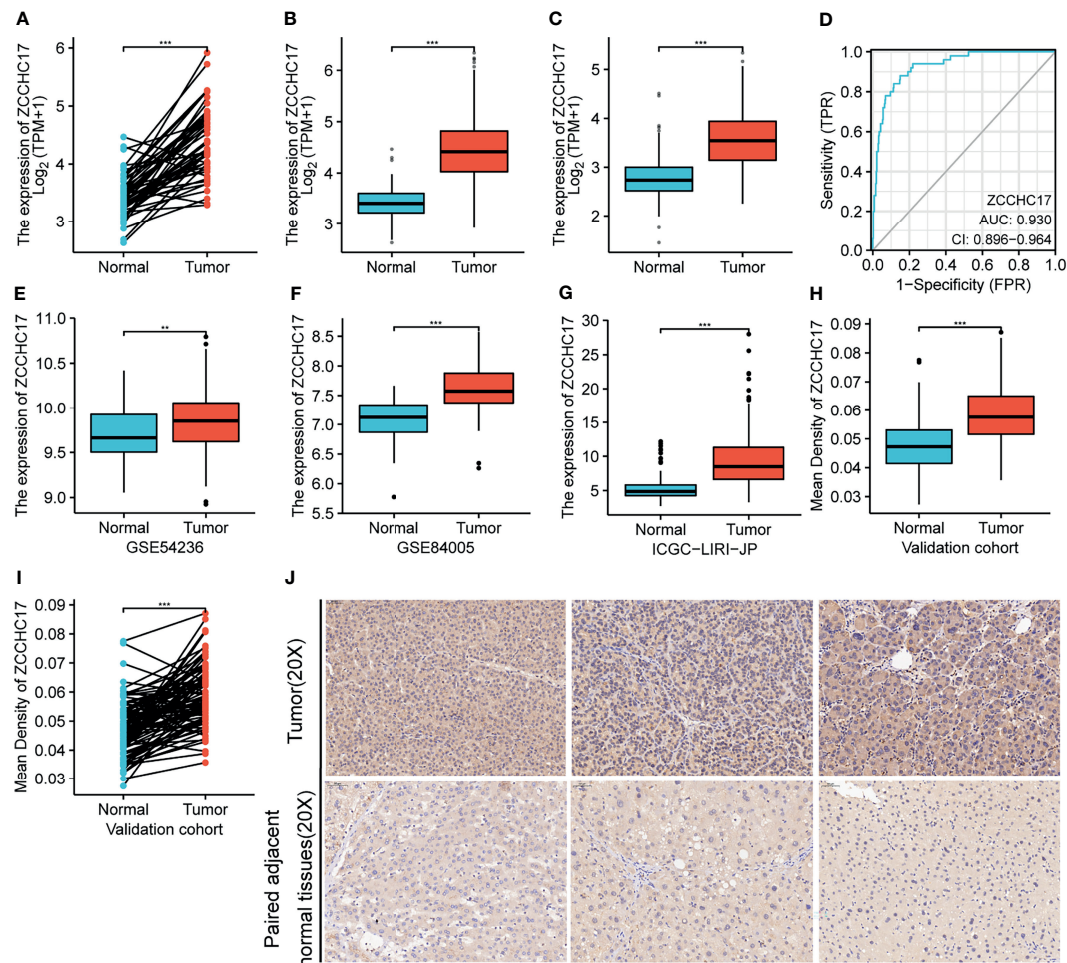 A
The expression of ZCCHC17
Log2 (TPM+1)
6
5
4
3
***
Normal
Tumor
B
The expression of ZCCHC17
Log2 (TPM+1)
6
5
4
3
***
Normal
Tumor
C
The expression of ZCCHC17
Log2 (TPM+1)
5
4
3
2
***
Normal
Tumor
D
Sensitivity (TPR)
1.0
0.8
0.6
0.4
0.2
0.0
ZCCHC17
AUC: 0.930
CI: 0.896−0.964
0.0 0.2 0.4 0.6 0.8 1.0
1−Specificity (FPR)
E
The expression of ZCCHC17
11.0
10.5
10.0
9.5
9.0
**
Normal
Tumor
GSE54236
F
The expression of ZCCHC17
8.5
8.0
7.5
7.0
6.5
6.0
5.5
***
Normal
Tumor
GSE84005
G
The expression of ZCCHC17
30
25
20
15
10
5
***
Normal
Tumor
ICGC−LIRI−JP
H
Mean Density of ZCCHC17
0.09
0.08
0.07
0.06
0.05
0.04
0.03
***
Normal
Tumor
Validation cohort
I
Mean Density of ZCCHC17
0.09
0.08
0.07
0.06
0.05
0.04
0.03
***
Normal
Tumor
Validation cohort
J
Tumor(20X)
Paired adjacent
normal tissues(20X)